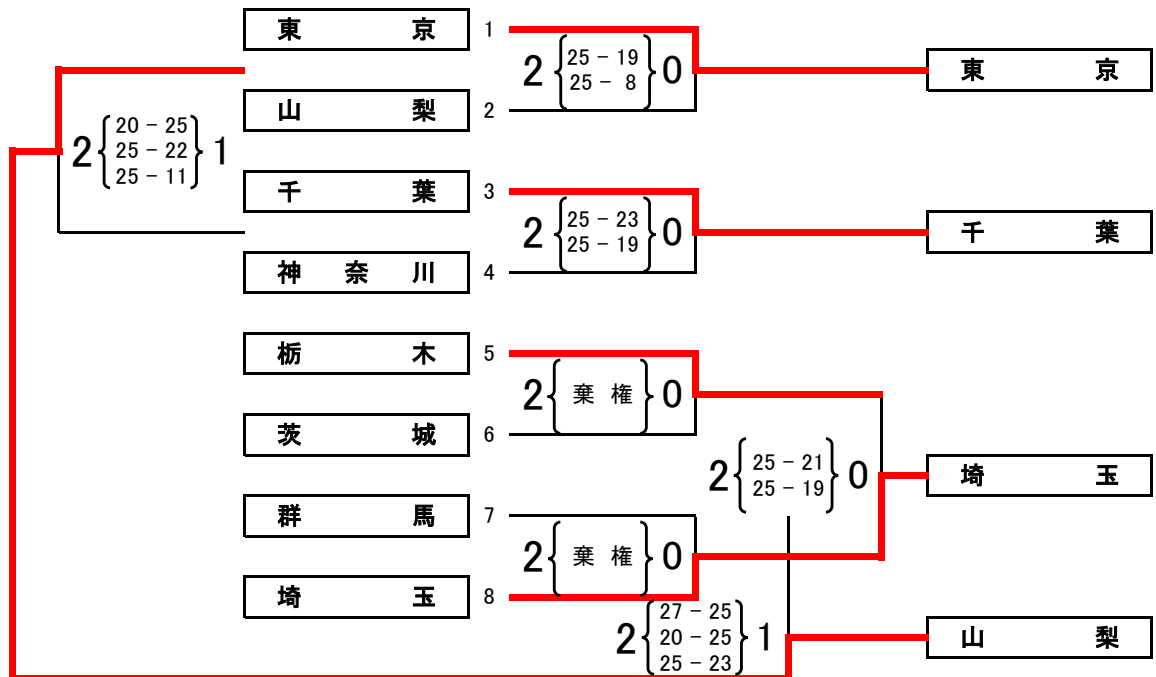 東京 1
2 25 - 19 0
25 - 8
東京
山梨 2
2 20 - 25 1
25 - 22
25 - 11
千葉 3
2 25 - 23 0
25 - 19
千葉
神奈川 4
栃木 5
2 棄権 0
茨城 6
2 25 - 21 0
25 - 19
埼玉
群馬 7
2 棄権 0
埼玉 8
2 27 - 25 1
20 - 25
25 - 23
山梨